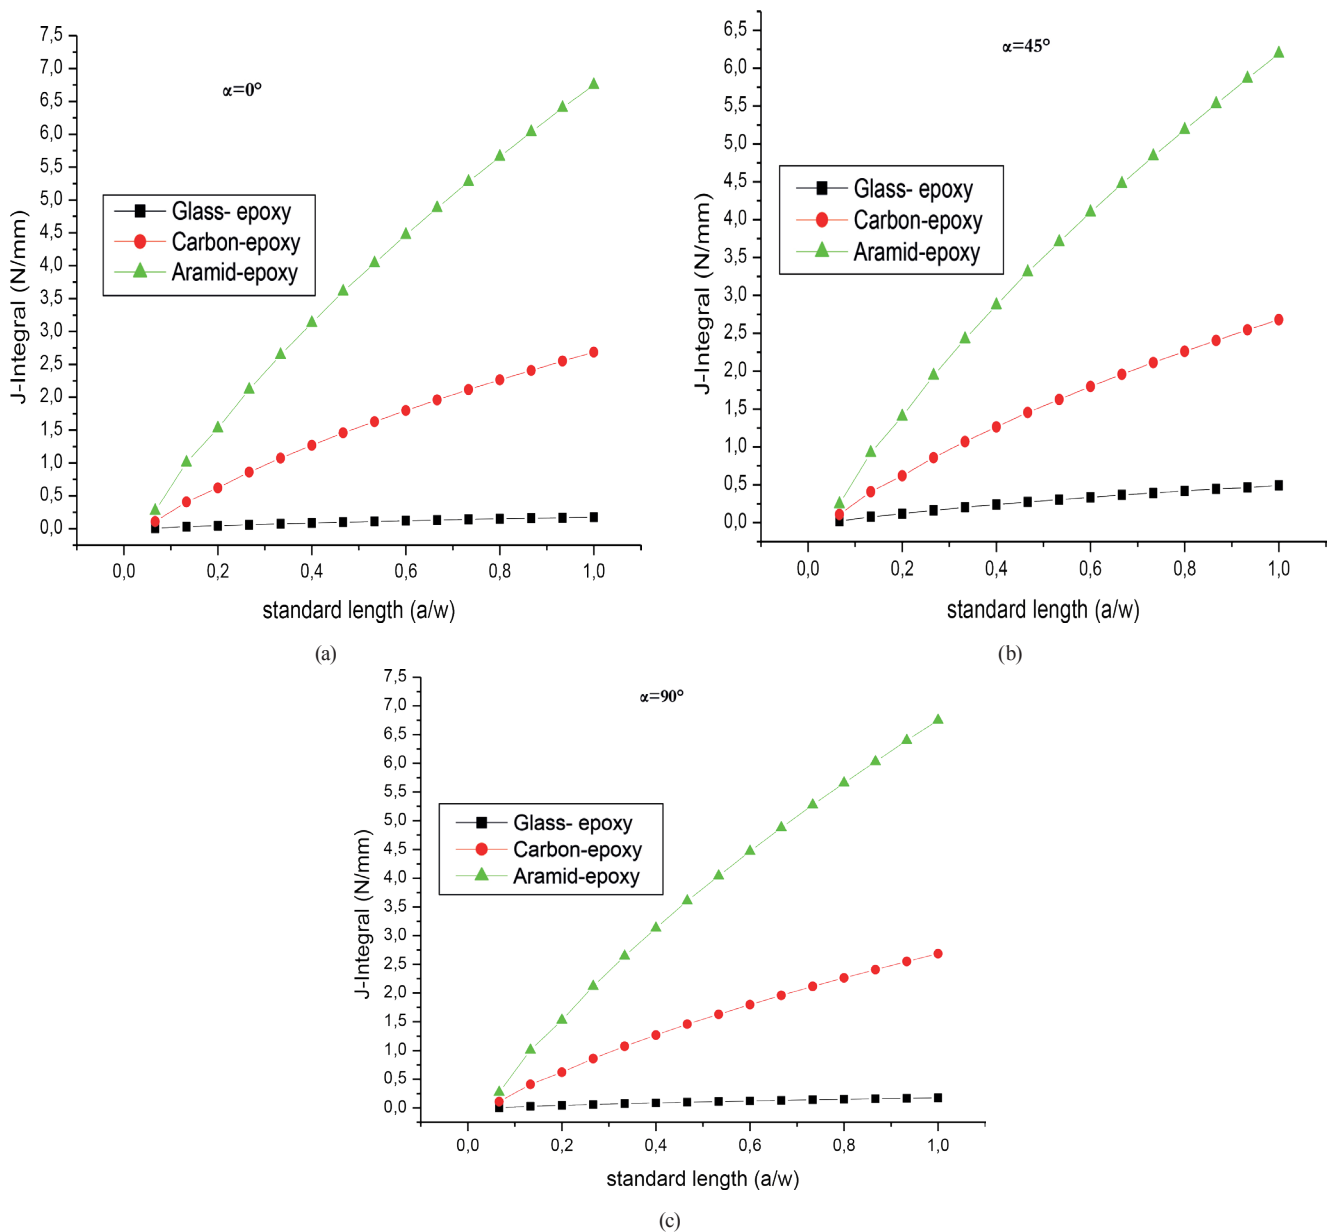 α=0°
J-Integral (N/mm)
7,5
7,0
6,5
6,0
5,5
5,0
4,5
4,0
3,5
3,0
2,5
2,0
1,5
1,0
0,5
0,0
Glass- epoxy
Carbon-epoxy
Aramid-epoxy
0,0 0,2 0,4 0,6 0,8 1,0
standard length (a/w)
(a)
α=45°
J-Integral (N/mm)
6,5
6,0
5,5
5,0
4,5
4,0
3,5
3,0
2,5
2,0
1,5
1,0
0,5
0,0
Glass- epoxy
Carbon-epoxy
Aramid-epoxy
0,0 0,2 0,4 0,6 0,8 1,0
standard length (a/w)
(b)
α=90°
J-Integral (N/mm)
7,5
7,0
6,5
6,0
5,5
5,0
4,5
4,0
3,5
3,0
2,5
2,0
1,5
1,0
0,5
0,0
Glass- epoxy
Carbon-epoxy
Aramid-epoxy
0,0 0,2 0,4 0,6 0,8 1,0
standard length (a/w)
(c)